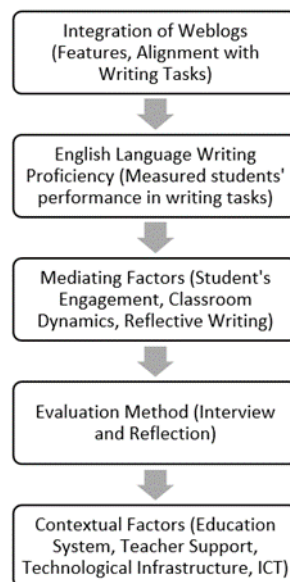 Integration of Weblogs
(Features, Alignment with
Writing Tasks)
English Language Writing
Proficiency (Measured students'
performance in writing tasks)
Mediating Factors (Student's
Engagement, Classroom
Dynamics, Reflective Writing)
Evaluation Method (Interview
and Reflection)
Contextual Factors (Education
System, Teacher Support,
Technological Infrastructure, ICT)